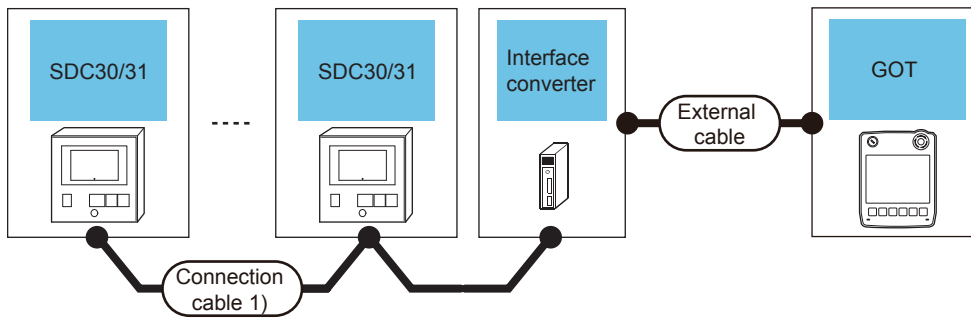 SDC30/31
SDC30/31
Interface
converter
GOT
External
cable
Connection
cable 1)